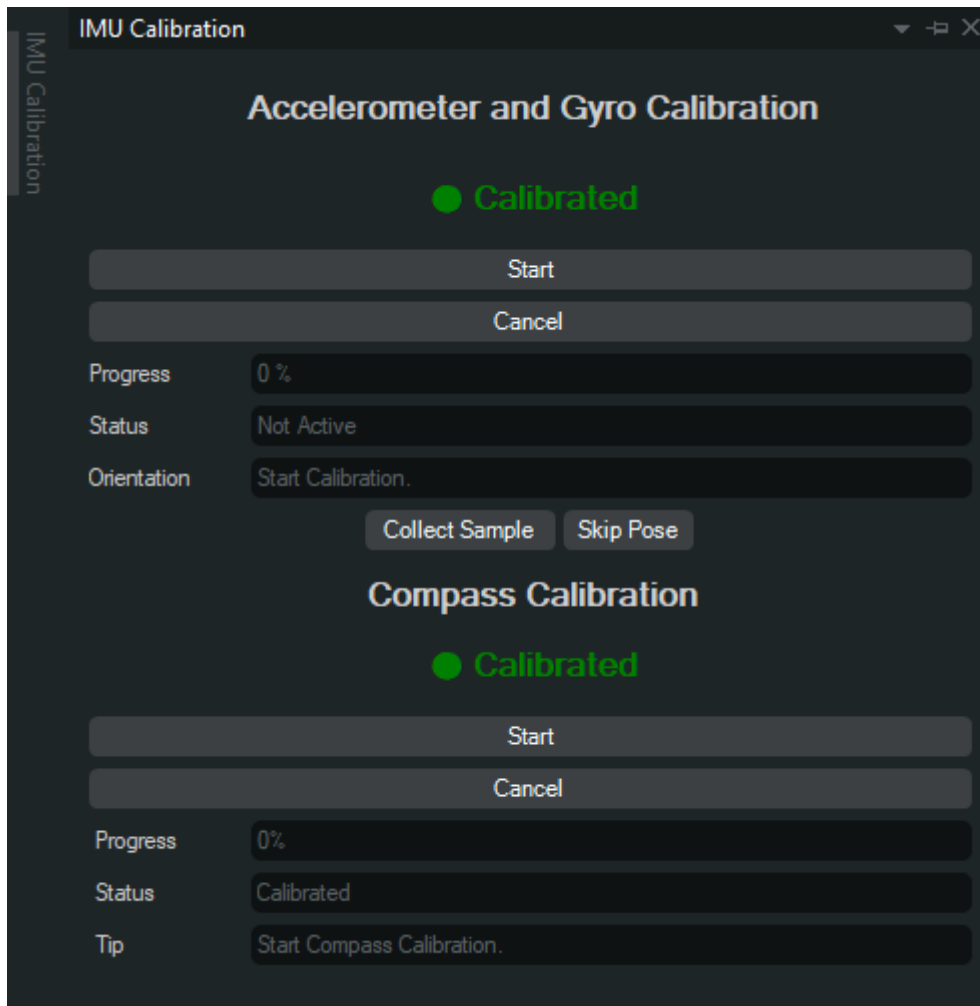 IMU Calibration
IMU Calibration
Accelerometer and Gyro Calibration
Calibrated
Start
Cancel
Progress 0 %
Status Not Active
Orientation Start Calibration.
Collect Sample Skip Pose
Compass Calibration
Calibrated
Start
Cancel
Progress 0%
Status Calibrated
Tip Start Compass Calibration.